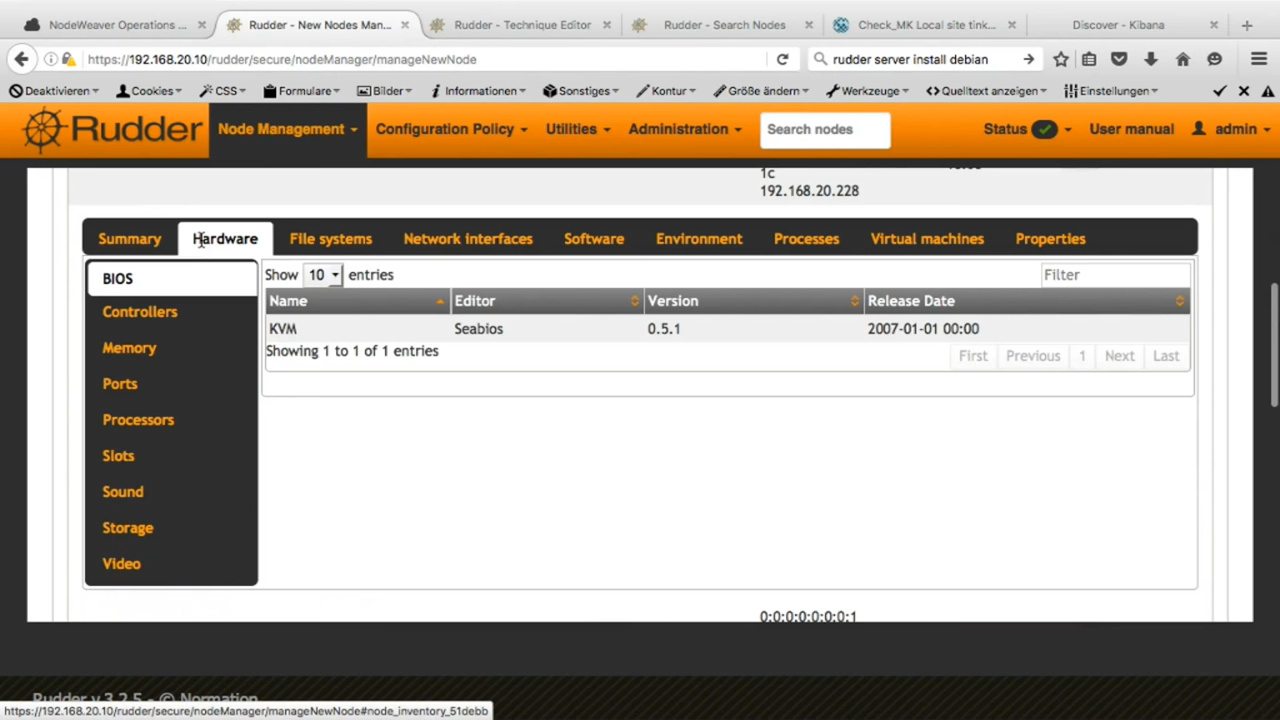 NodeWeaver Operations ... Rudder - New Nodes Man... Rudder - Technique Editor Rudder - Search Nodes Check_MK Local site tink... Discover - Kibana
https://192.168.20.10/rudder/secure/nodeManager/manageNewNode rudder server install debian
Deaktivieren Cookies CSS Formulare Bilder Informationen Sonstiges Kontur Größe ändern Werkzeuge Quelltext anzeigen Einstellungen
Rudder Node Management Configuration Policy Utilities Administration Search nodes Status User manual admin
1c
192.168.20.228
Summary Hardware File systems Network interfaces Software Environment Processes Virtual machines Properties
BIOS
Controllers
Memory
Ports
Processors
Slots
Sound
Storage
Video
Show 10 entries Filter
Name Editor Version Release Date
KVM Seabios 0.5.1 2007-01-01 00:00
Showing 1 to 1 of 1 entries First Previous 1 Next Last
0:0:0:0:0:0:0:1
Rudder v 3.2.5 - © Normation
https://192.168.20.10/rudder/secure/nodeManager/manageNewNode#node_inventory_51debb